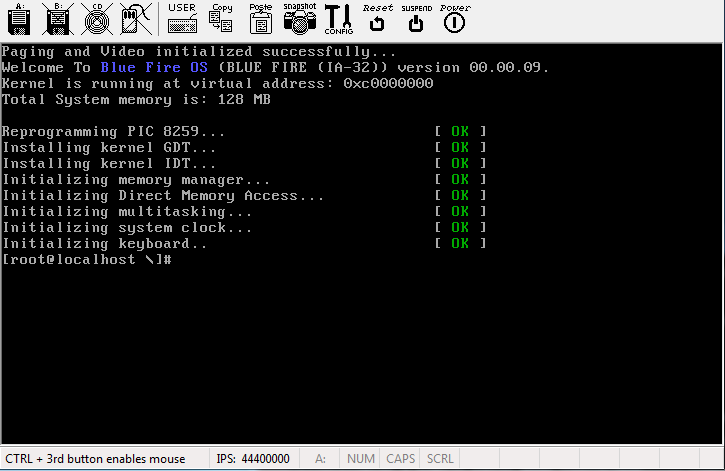 A: B: CD USER Copy Paste snapshot CONFIG Reset SUSPEND Power
Paging and Video initialized successfully...
Welcome To Blue Fire OS (BLUE FIRE (IA-32)) version 00.00.09.
Kernel is running at virtual address: 0xc0000000
Total System memory is: 128 MB
Reprogramming PIC 8259... [ OK ]
Installing kernel GDT... [ OK ]
Installing kernel IDT... [ OK ]
Initializing memory manager... [ OK ]
Initializing Direct Memory Access... [ OK ]
Initializing multitasking... [ OK ]
Initializing system clock... [ OK ]
Initializing keyboard.. [ OK ]
[root@localhost \]#
CTRL + 3rd button enables mouse IPS: 44400000 A: NUM CAPS SCRL